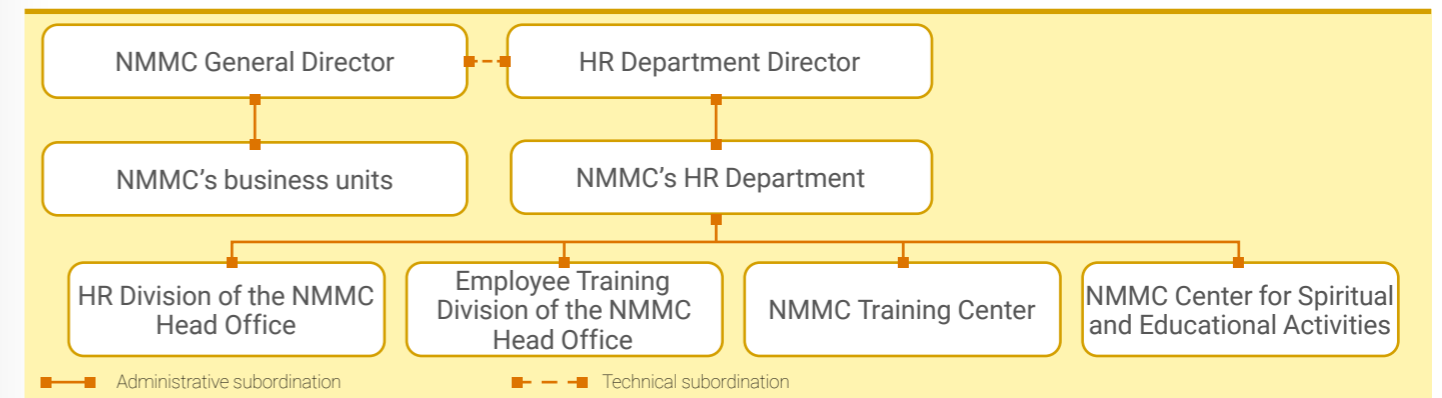 NMMC General Director
HR Department Director
NMMC’s business units
NMMC’s HR Department
HR Division of the NMMC
Head Office
Employee Training
Division of the NMMC
Head Office
NMMC Training Center
NMMC Center for Spiritual
and Educational Activities
Administrative subordination
Technical subordination